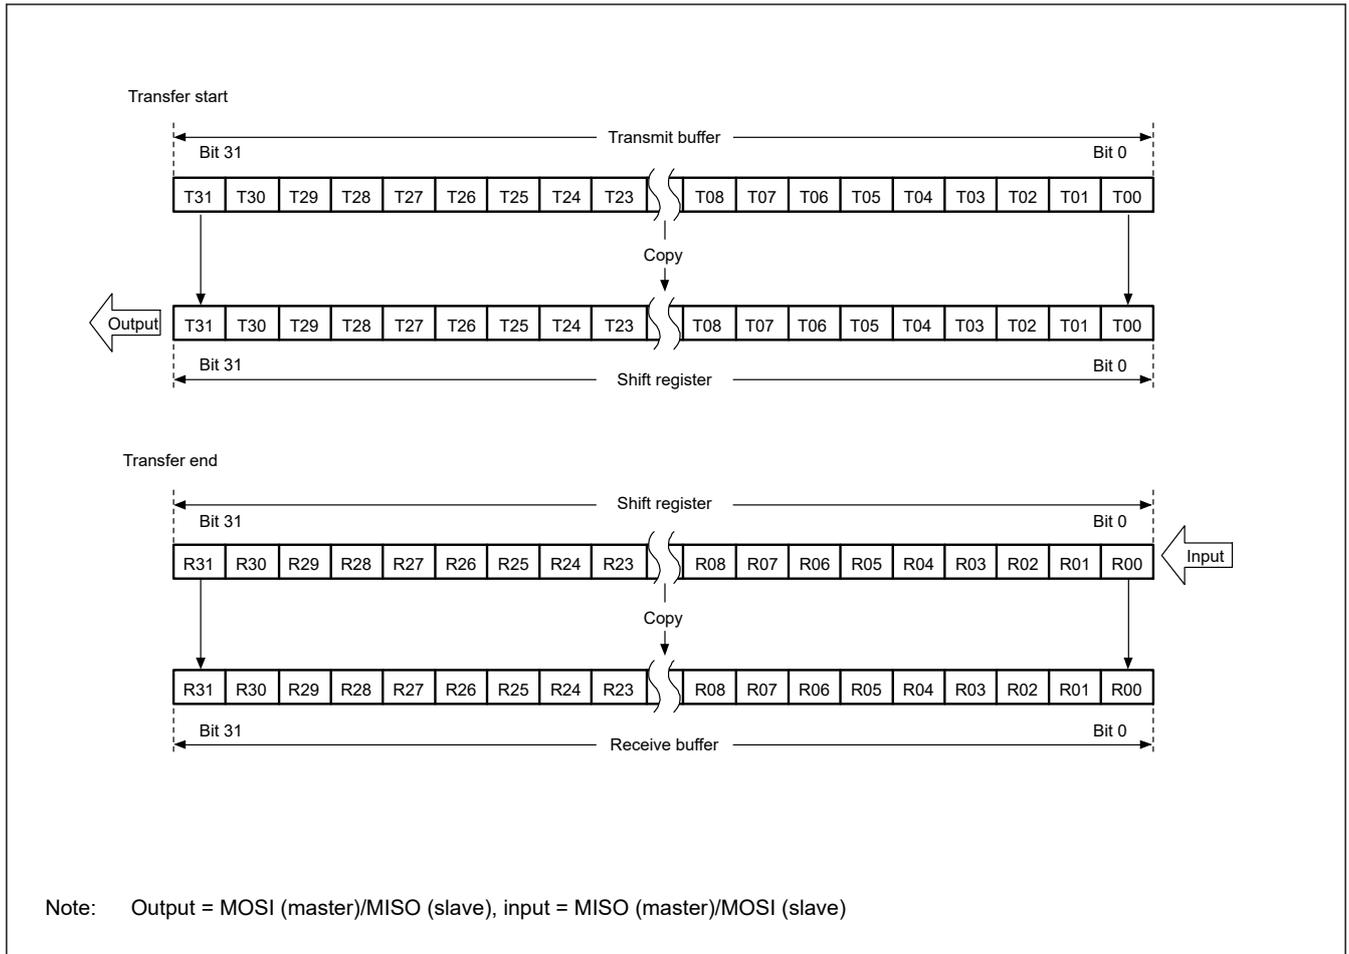 Transfer start
Transmit buffer
Bit 31 Bit 0
T31 T30 T29 T28 T27 T26 T25 T24 T23 T08 T07 T06 T05 T04 T03 T02 T01 T00
Copy
Output T31 T30 T29 T28 T27 T26 T25 T24 T23 T08 T07 T06 T05 T04 T03 T02 T01 T00
Bit 31 Bit 0
Shift register
Transfer end
Shift register
Bit 31 Bit 0
R31 R30 R29 R28 R27 R26 R25 R24 R23 R08 R07 R06 R05 R04 R03 R02 R01 R00 Input
Copy
R31 R30 R29 R28 R27 R26 R25 R24 R23 R08 R07 R06 R05 R04 R03 R02 R01 R00
Bit 31 Bit 0
Receive buffer
Note: Output = MOSI (master)/MISO (slave), input = MISO (master)/MOSI (slave)